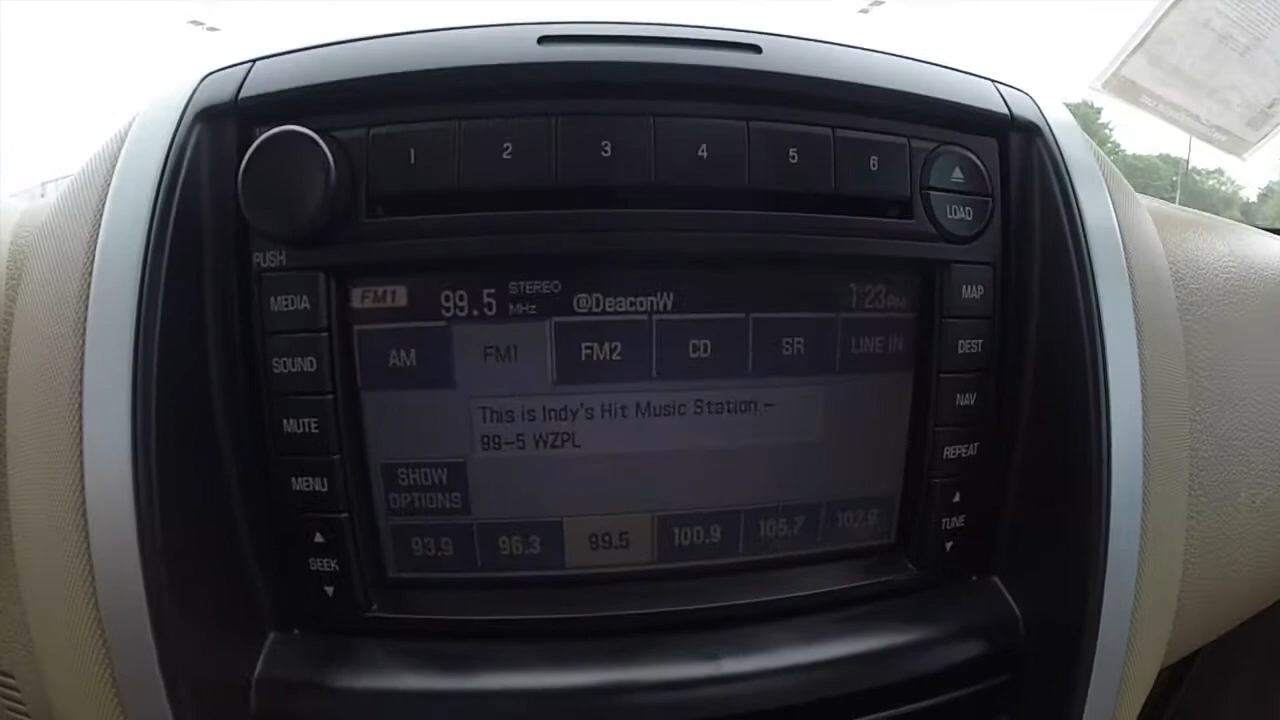 1 2 3 4 5 6
LOAD
PUSH
MEDIA
SOUND
MUTE
MENU
SEEK
FM1 99.5 STEREO MHz @DeaconW 1:23 PM
AM FM1 FM2 CD SR LINE IN
This is Indy's Hit Music Station –
99–5 WZPL
SHOW
OPTIONS
93.9 96.3 99.5 100.9 105.7 107.9
MAP
DEST
NAV
REPEAT
TUNE